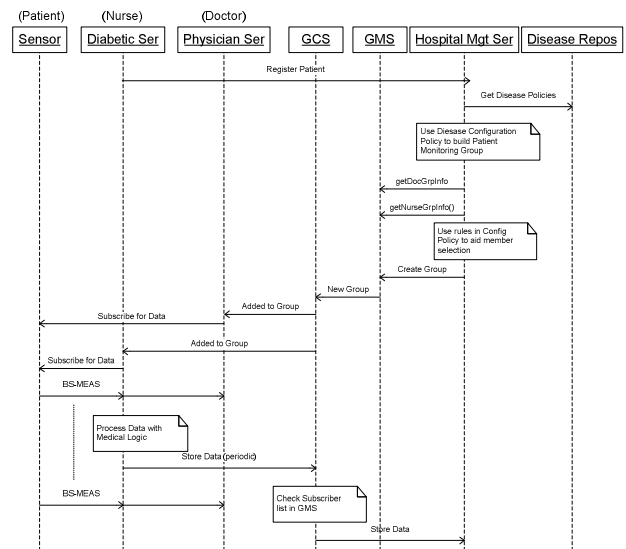 (Patient) (Nurse) (Doctor)
Sensor Diabetic Ser Physician Ser GCS GMS Hospital Mgt Ser Disease Repos
Register Patient
Get Disease Policies
Use Diesease Configuration
Policy to build Patient
Monitoring Group
getDocGrpInfo
getNurseGrpInfo()
Use rules in Config
Policy to aid member
selection
Create Group
New Group
Added to Group
Subscribe for Data
Added to Group
Subscribe for Data
BS-MEAS
Process Data with
Medical Logic
Store Data (periodic)
BS-MEAS
Check Subscriber
list in GMS
Store Data